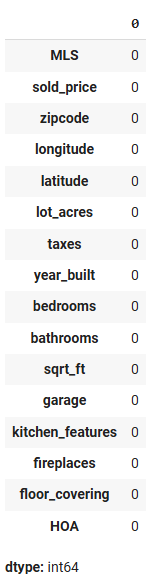 0
MLS 0
sold_price 0
zipcode 0
longitude 0
latitude 0
lot_acres 0
taxes 0
year_built 0
bedrooms 0
bathrooms 0
sqrt_ft 0
garage 0
kitchen_features 0
fireplaces 0
floor_covering 0
HOA 0
dtype: int64